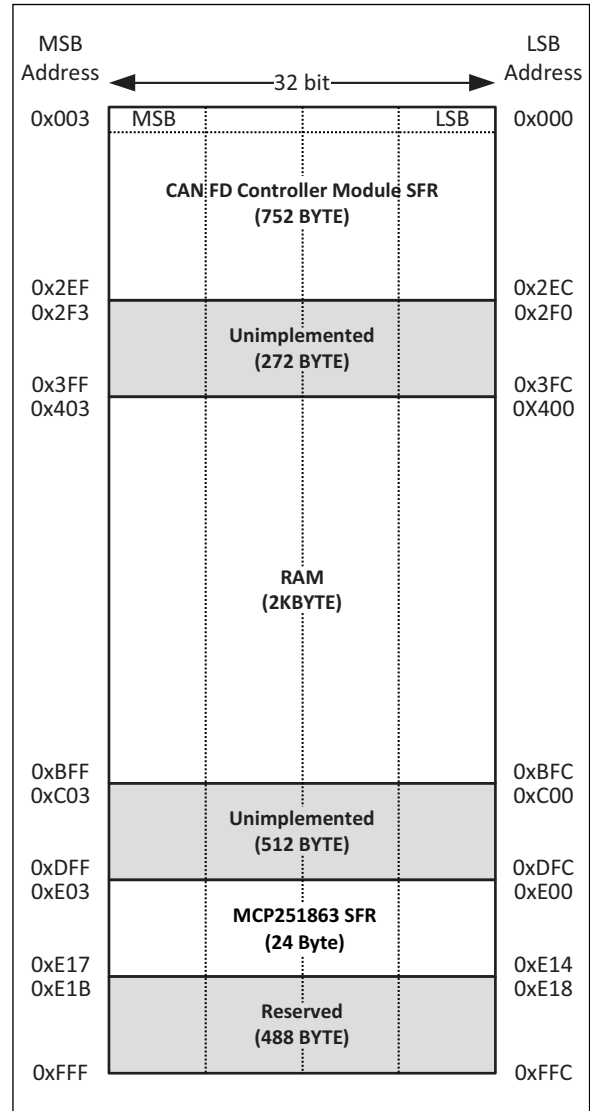 MSB Address
LSB Address
32 bit
0x003
MSB
LSB
0x000
CAN FD Controller Module SFR
(752 BYTE)
0x2EF
0x2EC
0x2F3
0x2F0
Unimplemented
(272 BYTE)
0x3FF
0x3FC
0x403
0X400
RAM
(2KBYTE)
0xBFF
0xBFC
0xC03
0xC00
Unimplemented
(512 BYTE)
0xDFF
0xDFC
0xE03
0xE00
MCP251863 SFR
(24 Byte)
0xE17
0xE14
0xE1B
0xE18
Reserved
(488 BYTE)
0xFFF
0xFFC